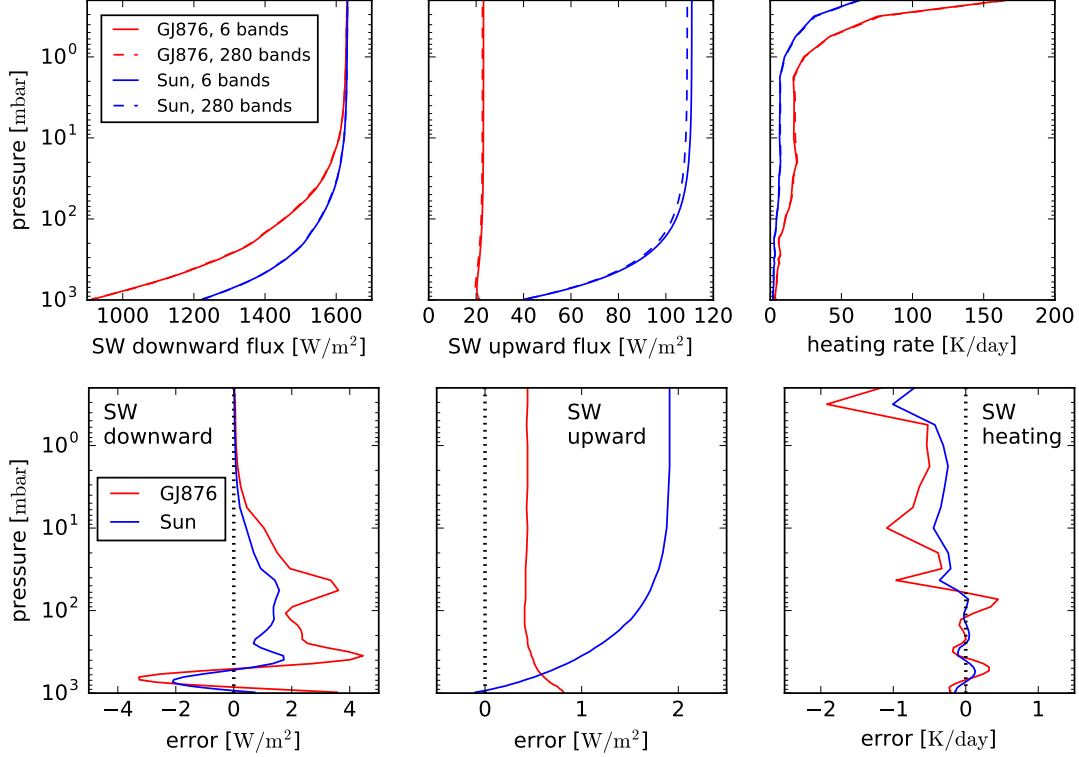 GJ876, 6 bands
GJ876, 280 bands
Sun, 6 bands
Sun, 280 bands
pressure [mbar]
10⁰
10¹
10²
10³
1000 1200 1400 1600
SW downward flux [W/m²]
0 20 40 60 80 100 120
SW upward flux [W/m²]
0 50 100 150 200
heating rate [K/day]
SW
downward
GJ876
Sun
pressure [mbar]
10⁰
10¹
10²
10³
−4 −2 0 2 4
error [W/m²]
SW
upward
0 1 2
error [W/m²]
SW
heating
−2 −1 0 1
error [K/day]